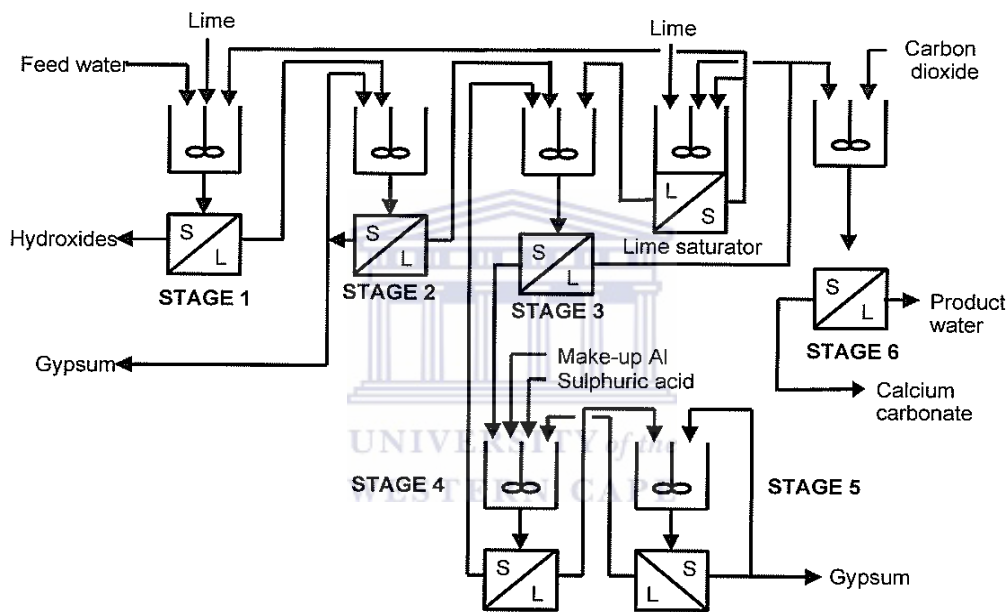 Lime
Lime
Feed water
Carbon
dioxide
S
L
Hydroxides
STAGE 1
S
L
STAGE 2
S
L
STAGE 3
L
S
Lime saturator
S
L
Product
water
STAGE 6
Gypsum
Make-up Al
Sulphuric acid
Calcium
carbonate
UNIVERSITY of the
WESTERN CAPE
STAGE 4
STAGE 5
S
L
S
L
Gypsum